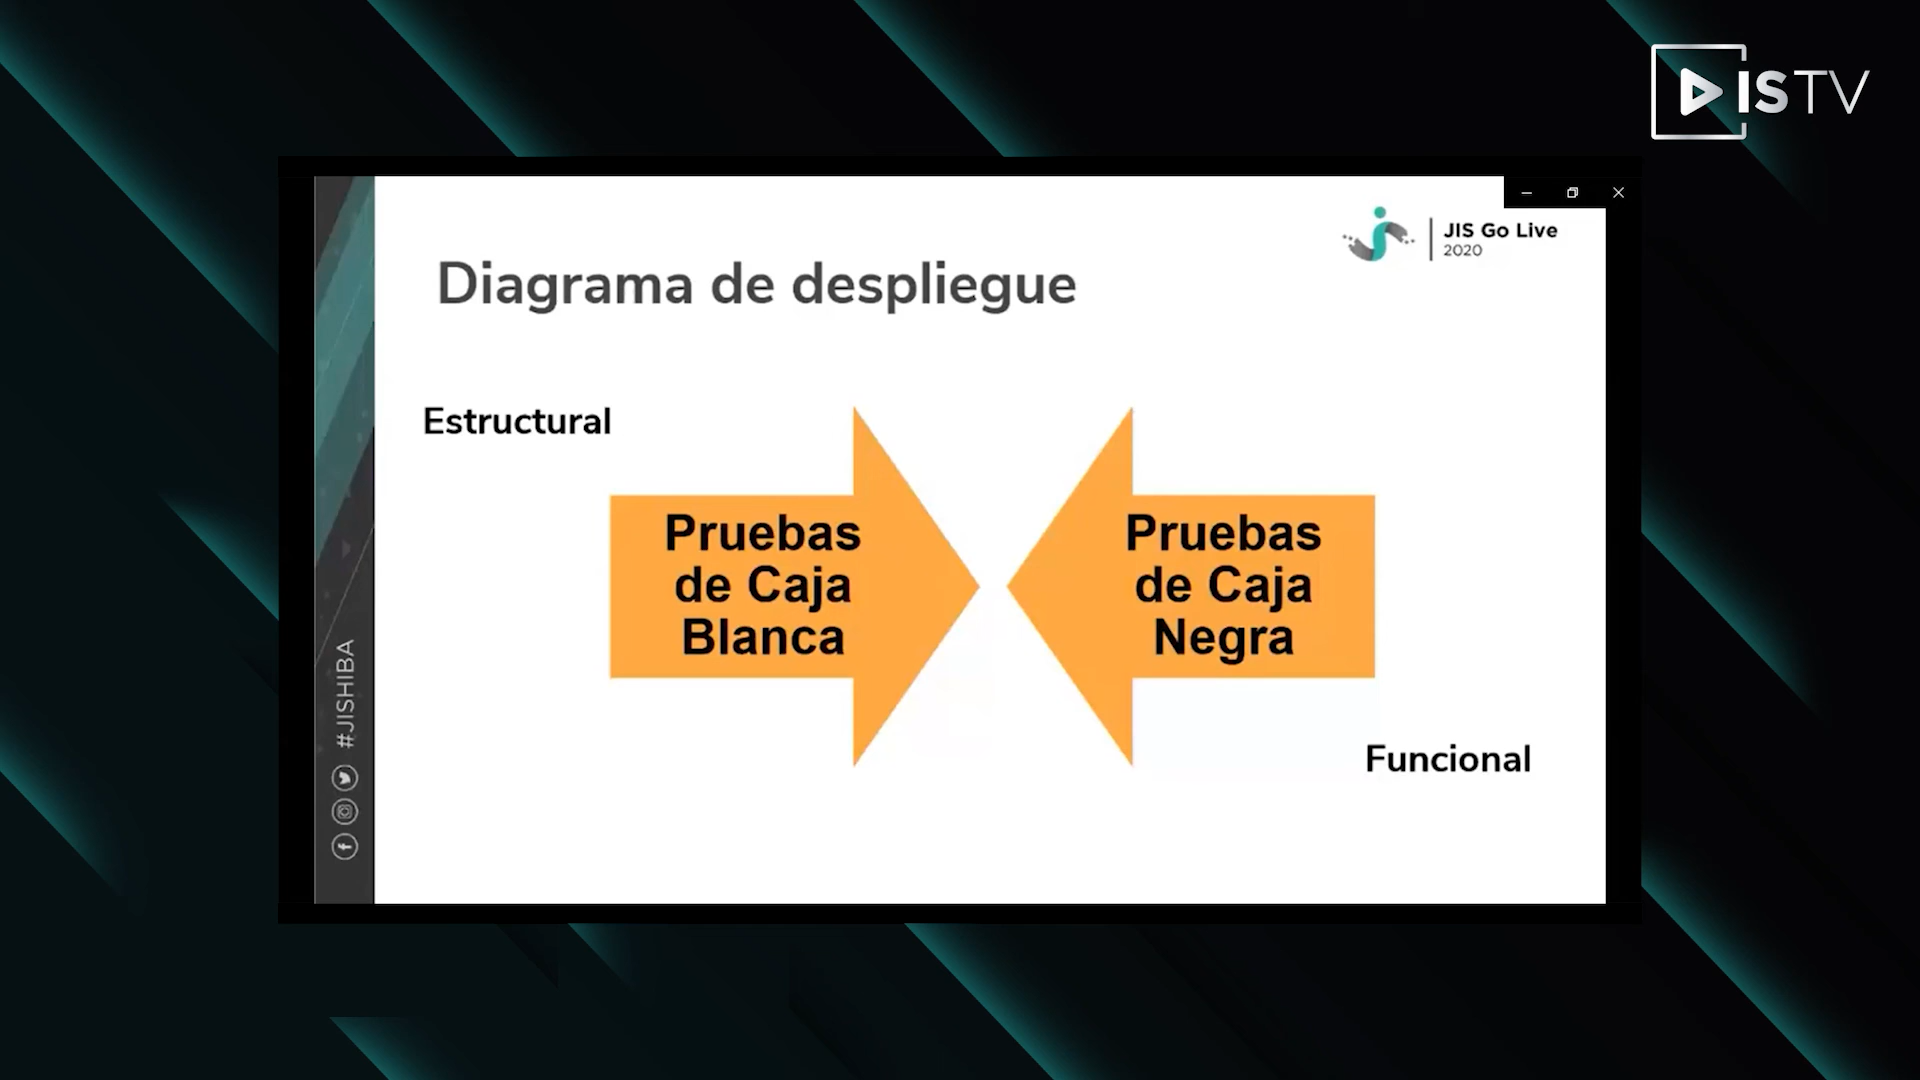 ISTV
JIS Go Live
2020
Diagrama de despliegue
Estructural
Pruebas
de Caja
Blanca
Pruebas
de Caja
Negra
Funcional
#JISHIBA